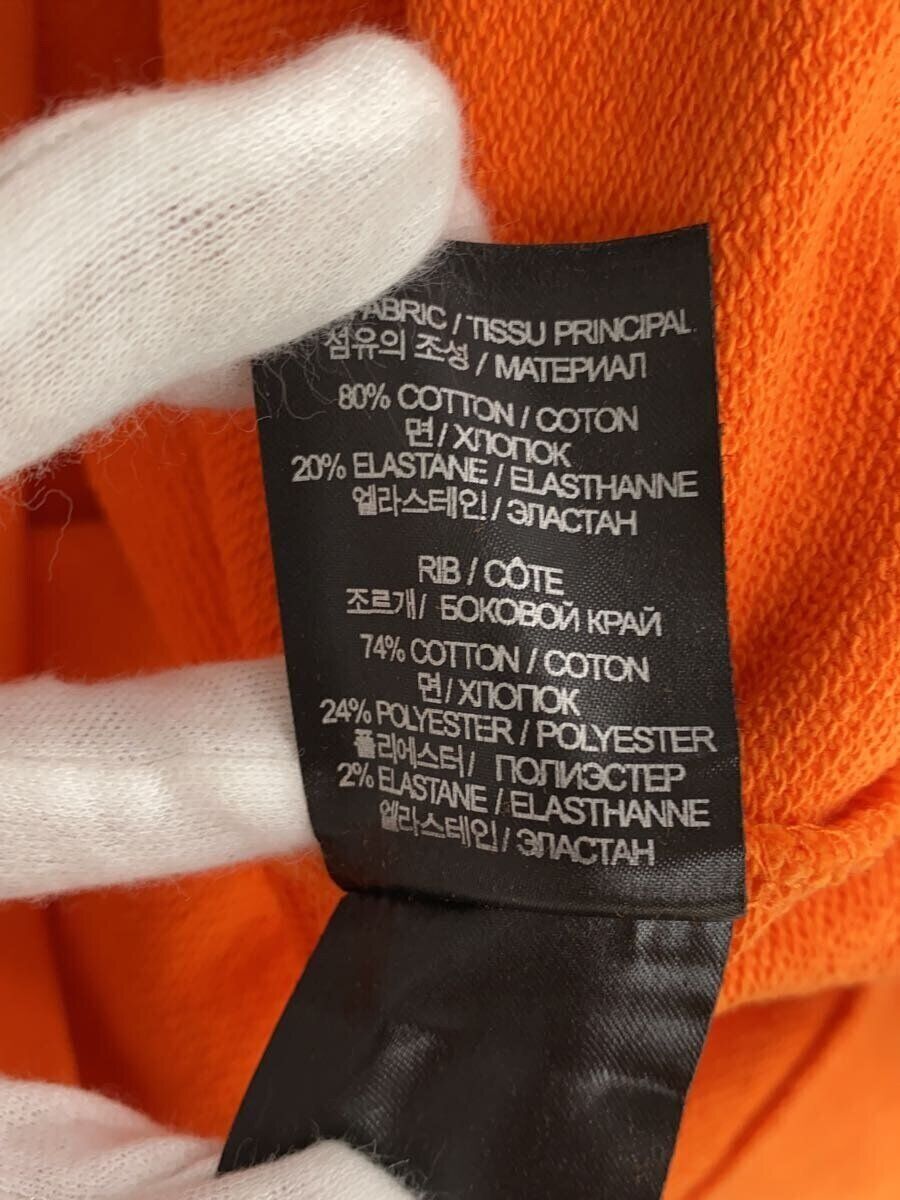 FABRIC / TISSU PRINCIPAL
섬유의 조성 / МАТЕРИАЛ
80% COTTON / COTON
면 / ХЛОПОК
20% ELASTANE / ELASTHANNE
엘라스테인 / ЭЛАСТАН
RIB / CÔTE
조르개 / БОКОВОЙ КРАЙ
74% COTTON / COTON
면 / ХЛОПОК
24% POLYESTER / POLYESTER
폴리에스터 / ПОЛИЭСТЕР
2% ELASTANE / ELASTHANNE
엘라스테인 / ЭЛАСТАН